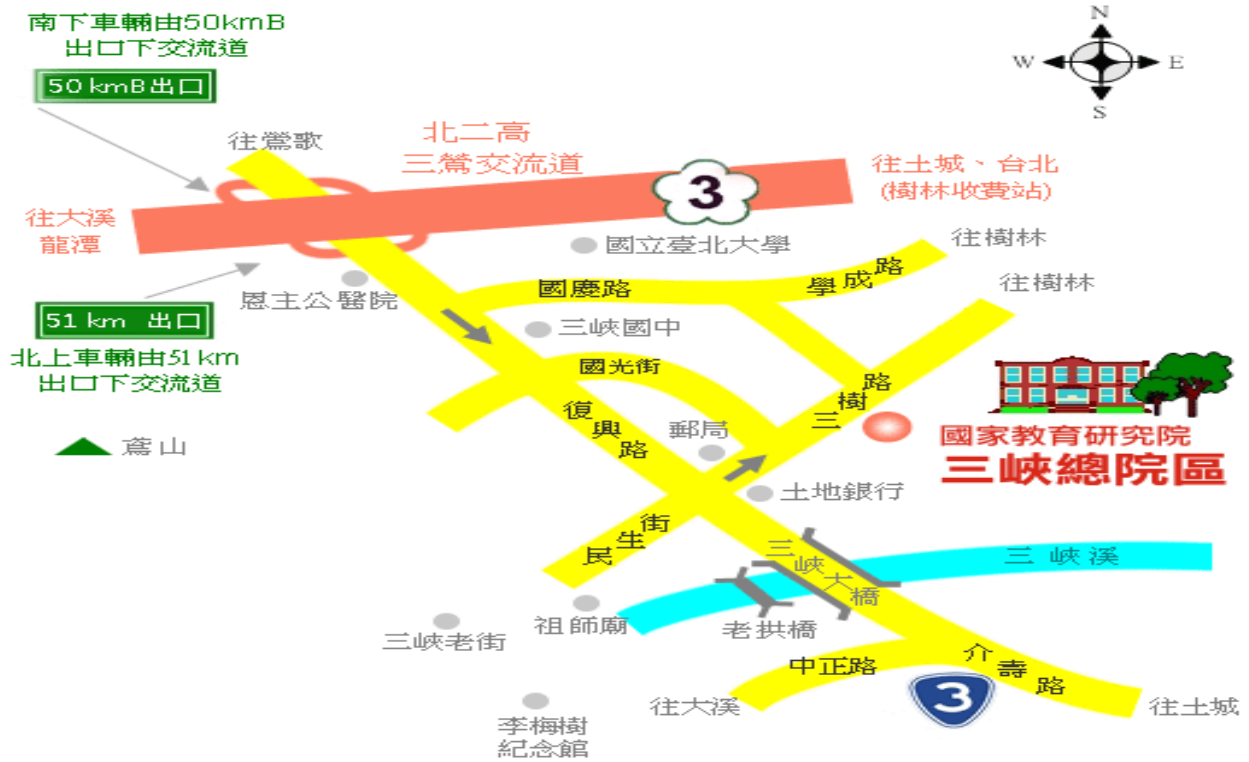 南下車輛由50kmB
出口下交流道
50 kmB出口
N
W
E
S
往鶯歌
北二高
三鶯交流道
3
往土城、台北
(樹林收費站)
往大溪
龍潭
國立臺北大學
往樹林
恩主公醫院
國慶路
學成路
往樹林
51 km 出口
北上車輛由51km
出口下交流道
三峽國中
國光街
復興路
三樹路
郵局
鳶山
國家教育研究院
三峽總院區
土地銀行
民生街
三峽大橋
三峽溪
祖師廟
老拱橋
三峽老街
中正路
介壽路
3
往大溪
往土城
李梅樹
紀念館